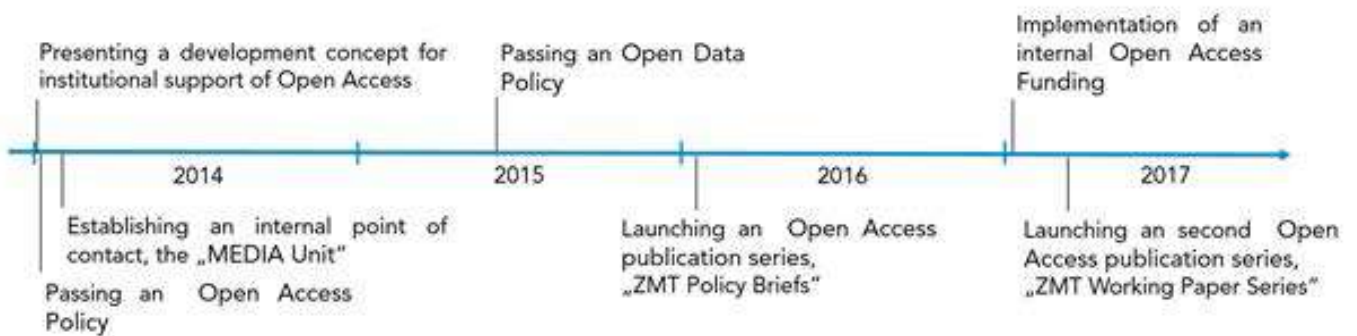 Presenting a development concept for
institutional support of Open Access
Passing an Open Data
Policy
Implementation of an
internal Open Access
Funding
2014
2015
2016
2017
Establishing an internal point of
contact, the „MEDIA Unit“
Passing an Open Access
Policy
Launching an Open Access
publication series,
„ZMT Policy Briefs“
Launching an second Open
Access publication series,
„ZMT Working Paper Series“